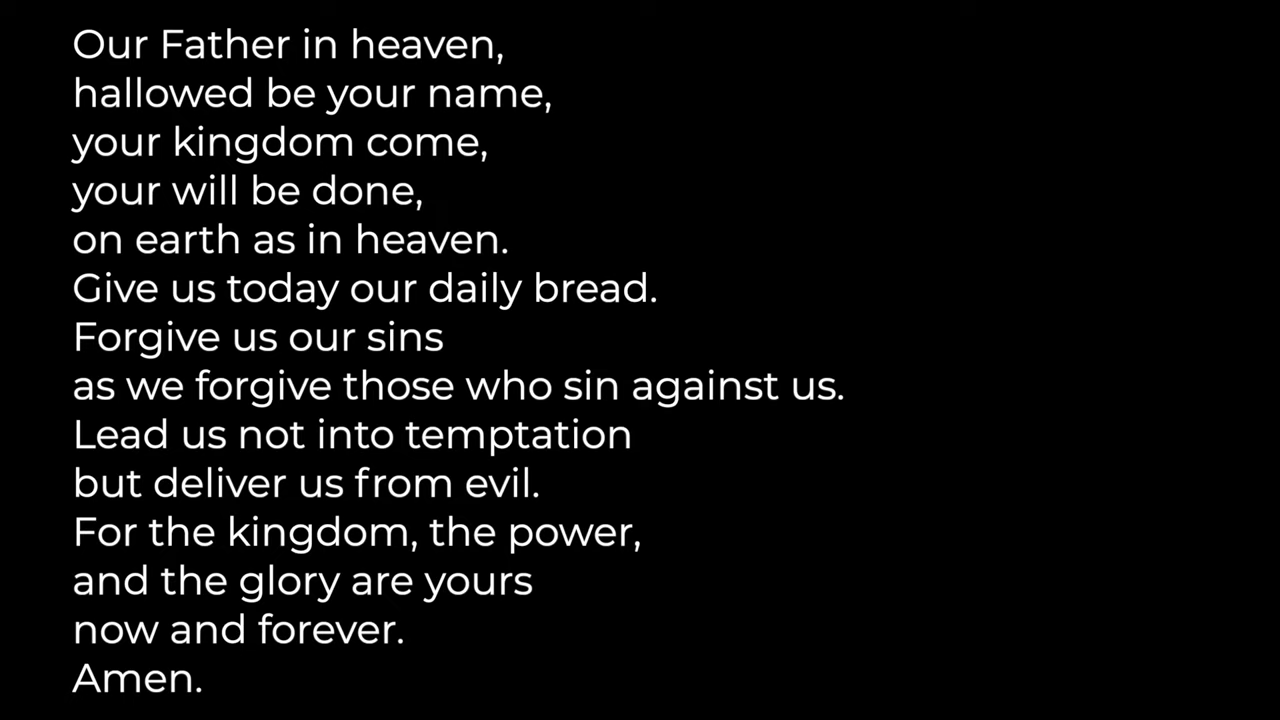 Our Father in heaven,
hallowed be your name,
your kingdom come,
your will be done,
on earth as in heaven.
Give us today our daily bread.
Forgive us our sins
as we forgive those who sin against us.
Lead us not into temptation
but deliver us from evil.
For the kingdom, the power,
and the glory are yours
now and forever.
Amen.